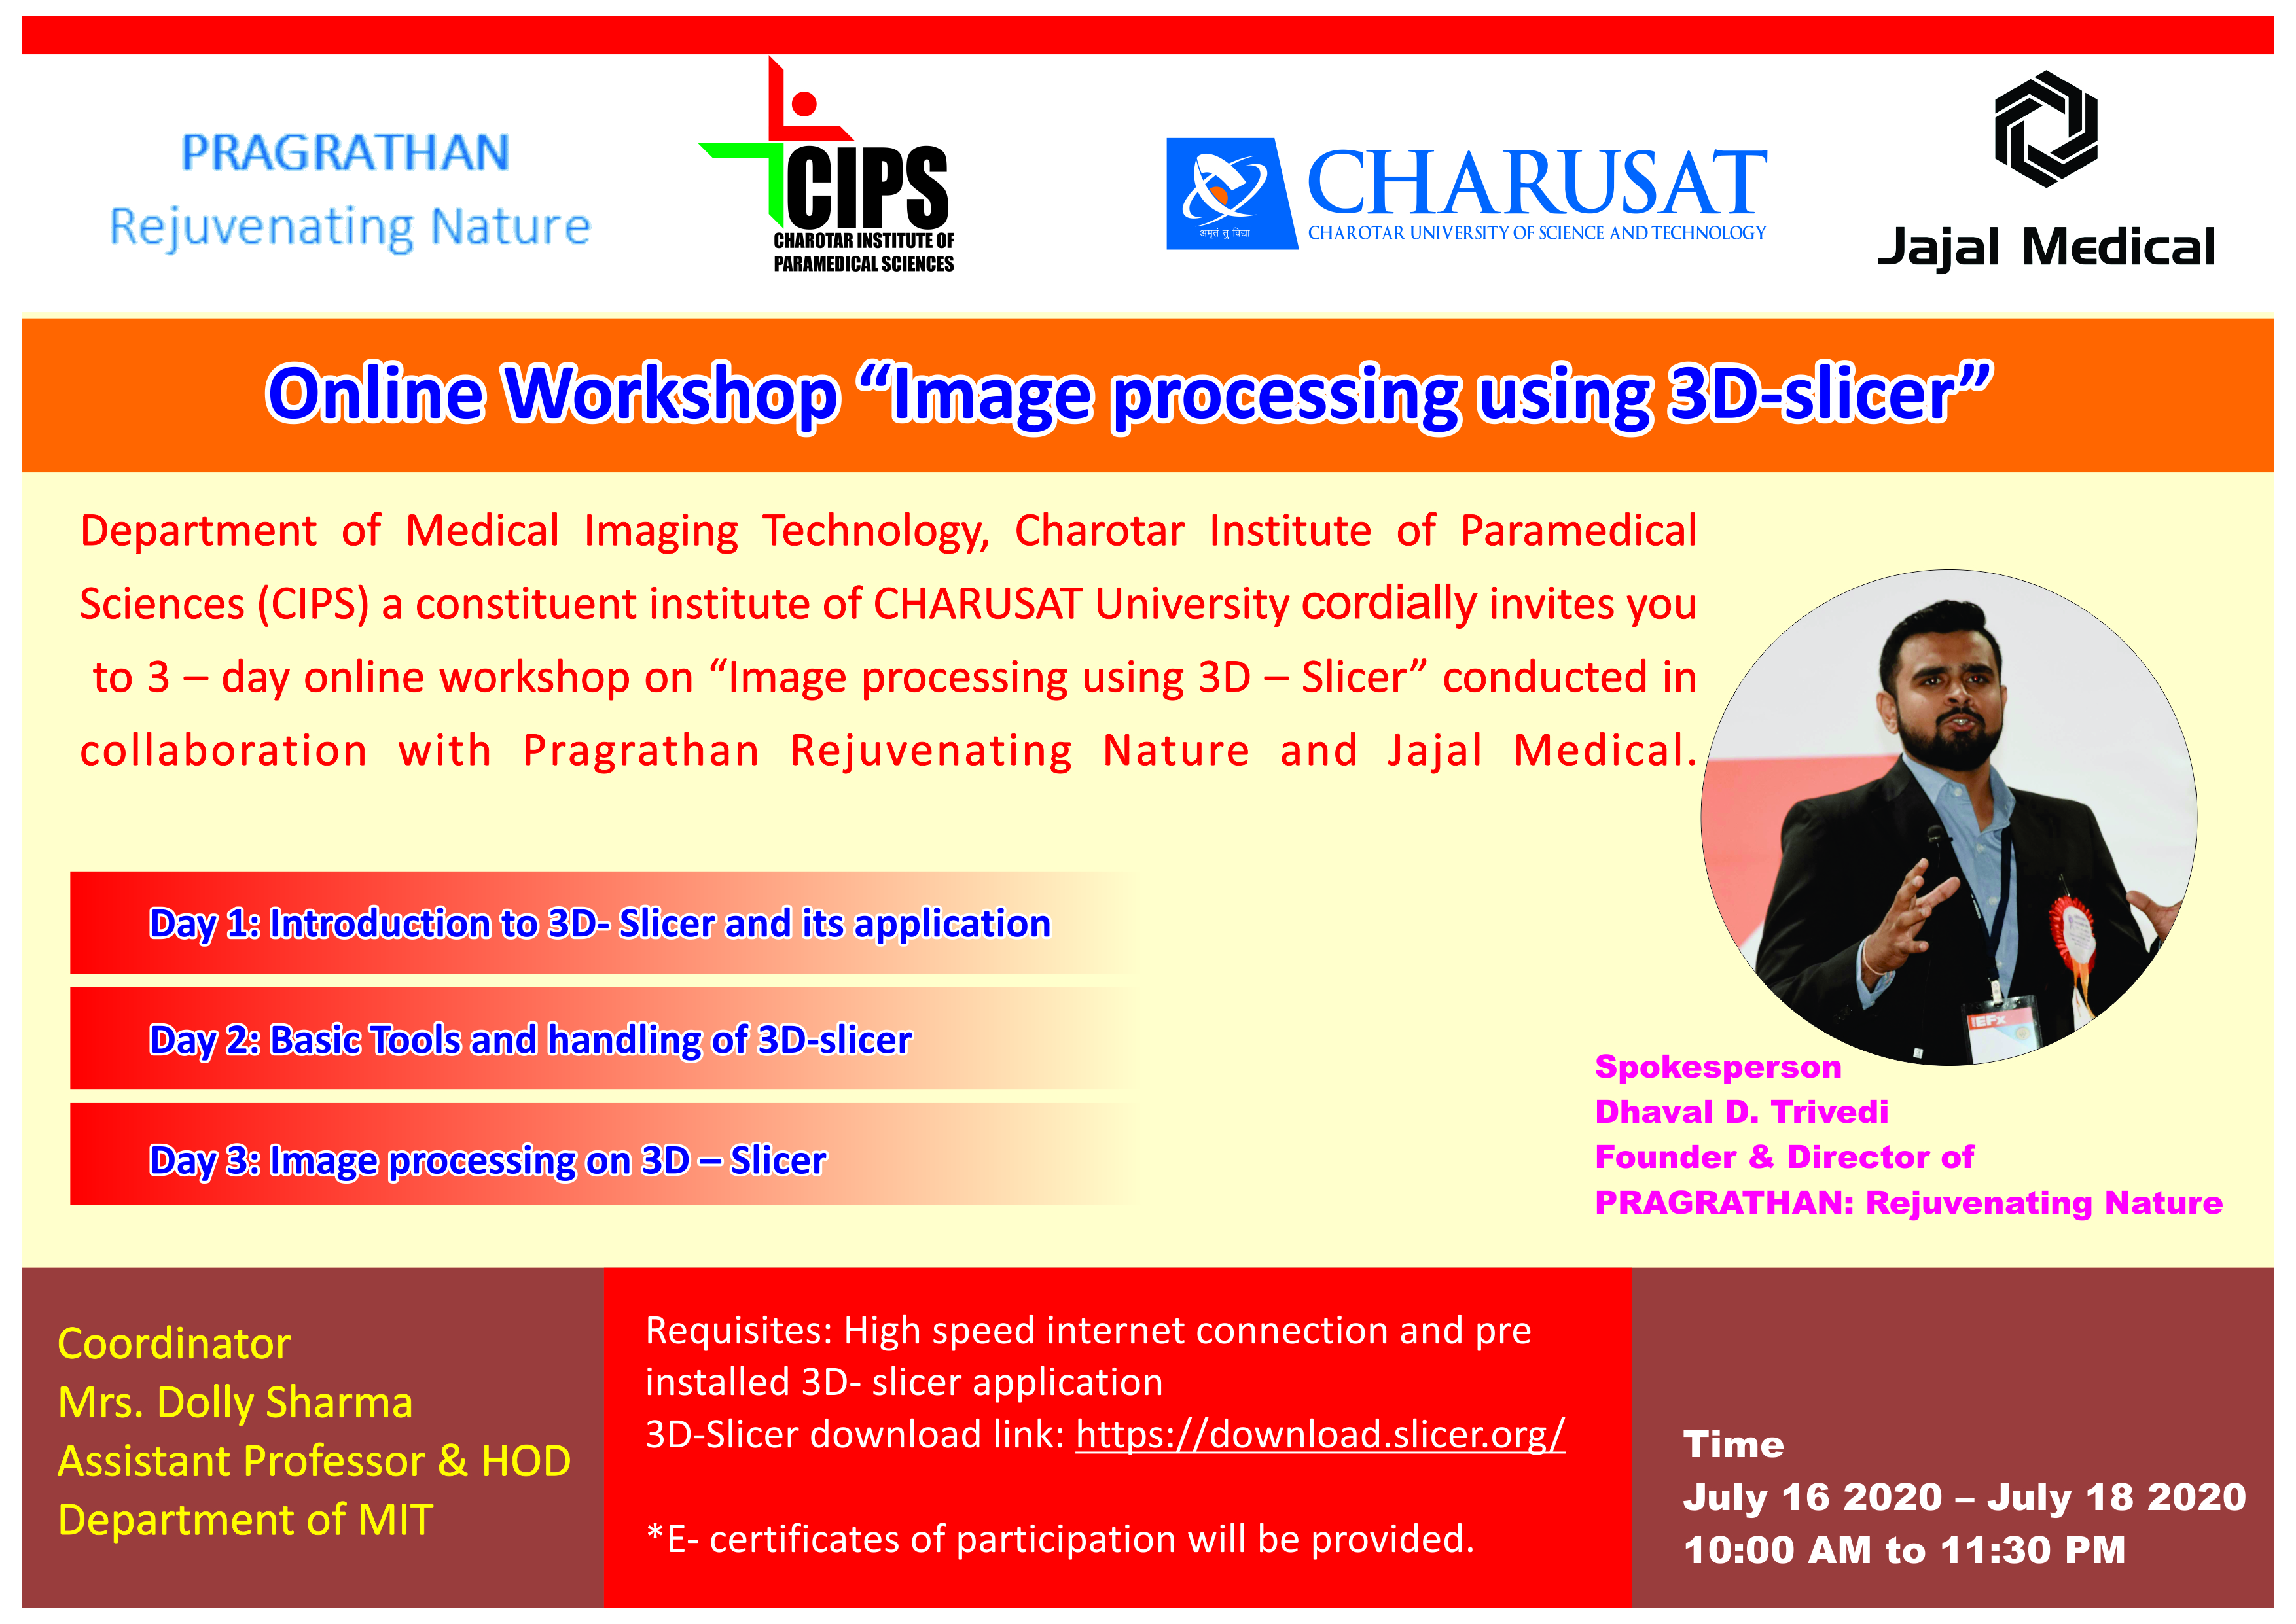 PRAGRATHAN
Rejuvenating Nature
CIPS
CHAROTAR INSTITUTE OF
PARAMEDICAL SCIENCES
अमृतं तु विद्या
CHARUSAT
CHAROTAR UNIVERSITY OF SCIENCE AND TECHNOLOGY
Jajal Medical
Online Workshop “Image processing using 3D-slicer”
Department of Medical Imaging Technology, Charotar Institute of Paramedical
Sciences (CIPS) a constituent institute of CHARUSAT University cordially invites you
to 3 – day online workshop on “Image processing using 3D – Slicer” conducted in
collaboration with Pragrathan Rejuvenating Nature and Jajal Medical.
Day 1: Introduction to 3D- Slicer and its application
Day 2: Basic Tools and handling of 3D-slicer
Day 3: Image processing on 3D – Slicer
IEFx
Spokesperson
Dhaval D. Trivedi
Founder & Director of
PRAGRATHAN: Rejuvenating Nature
Coordinator
Mrs. Dolly Sharma
Assistant Professor & HOD
Department of MIT
Requisites: High speed internet connection and pre
installed 3D- slicer application
3D-Slicer download link: https://download.slicer.org/
*E- certificates of participation will be provided.
Time
July 16 2020 – July 18 2020
10:00 AM to 11:30 PM